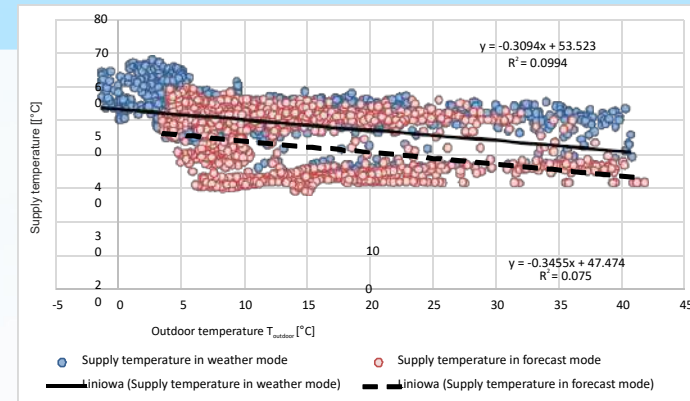 80
70
6
0
5
0
4
0
3
0
2
0
10
0
Supply temperature [[°C]
y = -0.3094x + 53.523
R² = 0.0994
y = -0.3455x + 47.474
R² = 0.075
-5 0 5 10 15 20 25 30 35 40 45
Outdoor temperature Toutdoor [°C]
Supply temperature in weather mode
Supply temperature in forecast mode
Liniowa (Supply temperature in weather mode)
Liniowa (Supply temperature in forecast mode)